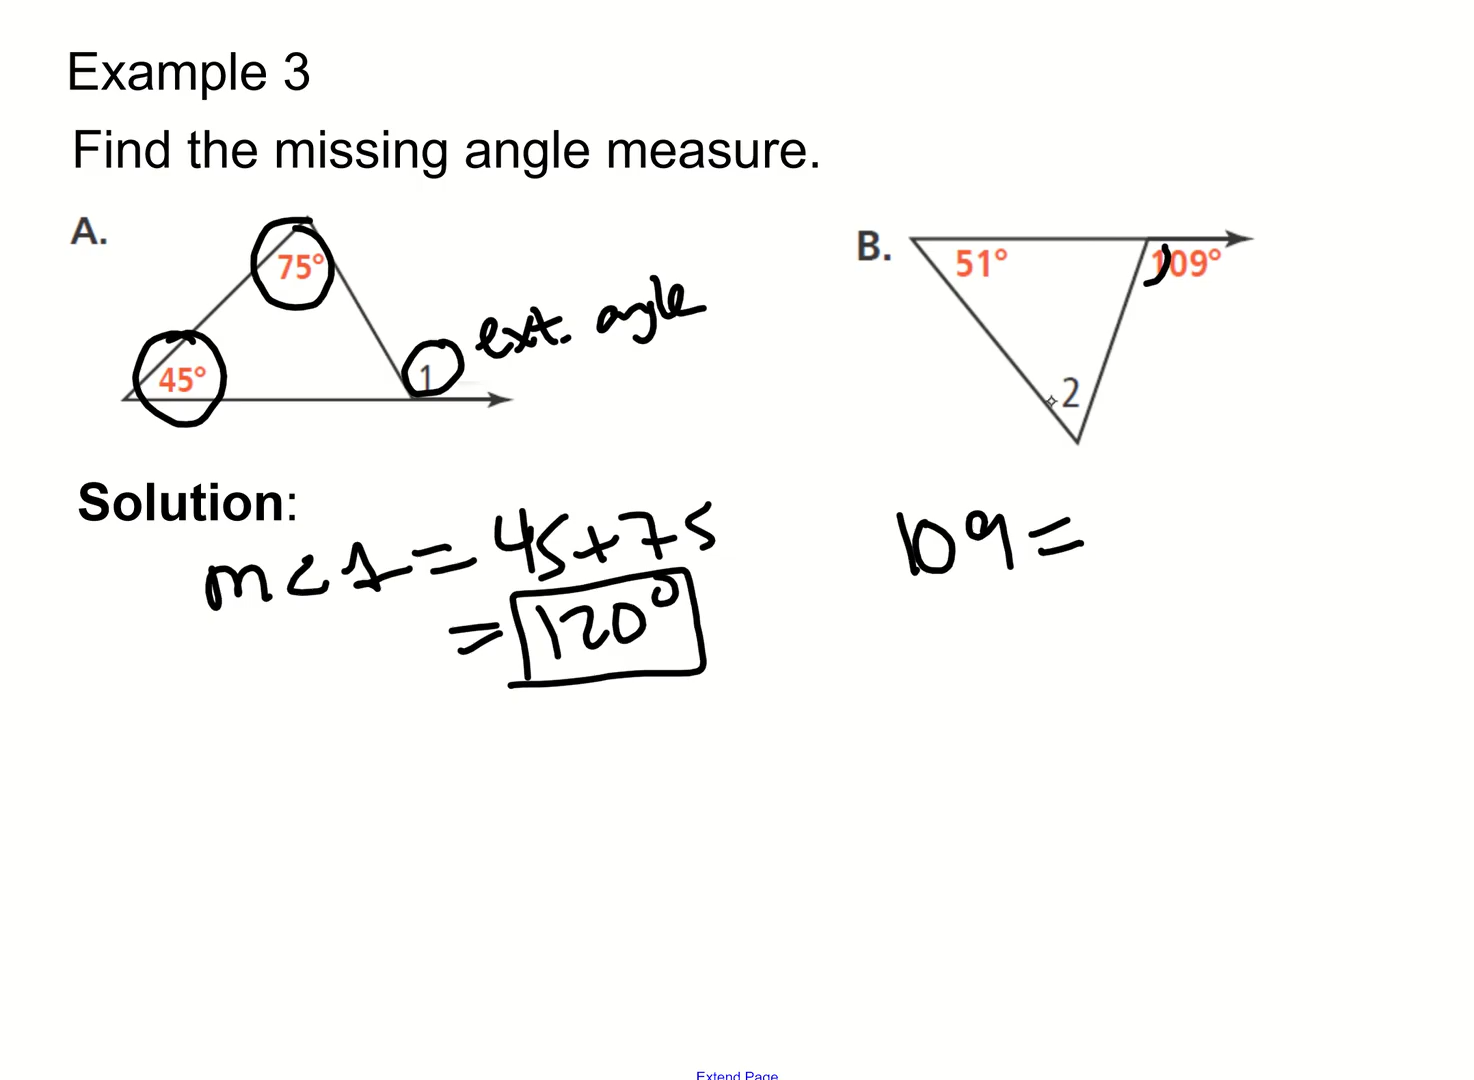 Example 3
Find the missing angle measure.
A.
75°
45°
1
ext. angle
B.
51°
109°
2
Solution:
m<1 = 45+75
= 120°
109 =
Extend Page